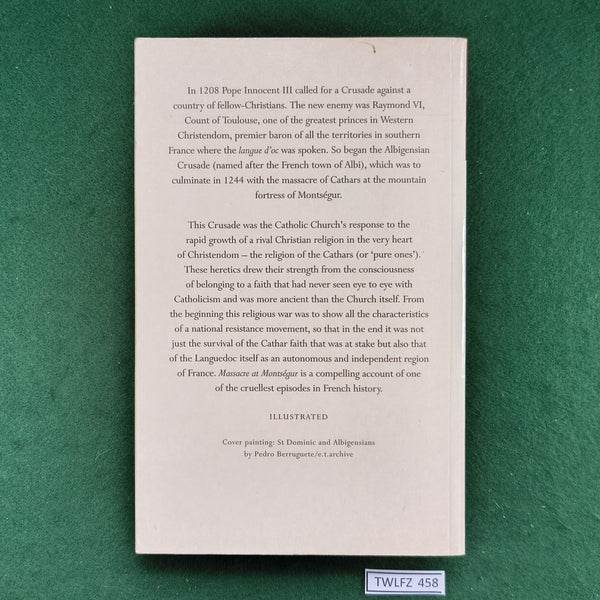 In 1208 Pope Innocent III called for a Crusade against a
country of fellow-Christians. The new enemy was Raymond VI,
Count of Toulouse, one of the greatest princes in Western
Christendom, premier baron of all the territories in southern
France where the langue d'oc was spoken. So began the Albigensian
Crusade (named after the French town of Albi), which was to
culminate in 1244 with the massacre of Cathars at the mountain
fortress of Montségur.
This Crusade was the Catholic Church's response to the
rapid growth of a rival Christian religion in the very heart
of Christendom – the religion of the Cathars (or 'pure ones').
These heretics drew their strength from the consciousness
of belonging to a faith that had never seen eye to eye with
Catholicism and was more ancient than the Church itself. From
the beginning this religious war was to show all the characteristics
of a national resistance movement, so that in the end it was not
just the survival of the Cathar faith that was at stake but also that
of the Languedoc itself as an autonomous and independent region
of France. Massacre at Montségur is a compelling account of one
of the cruellest episodes in French history.
ILLUSTRATED
Cover painting: St Dominic and Albigensians
by Pedro Berruguete/e.t.archive
TWLFZ 458